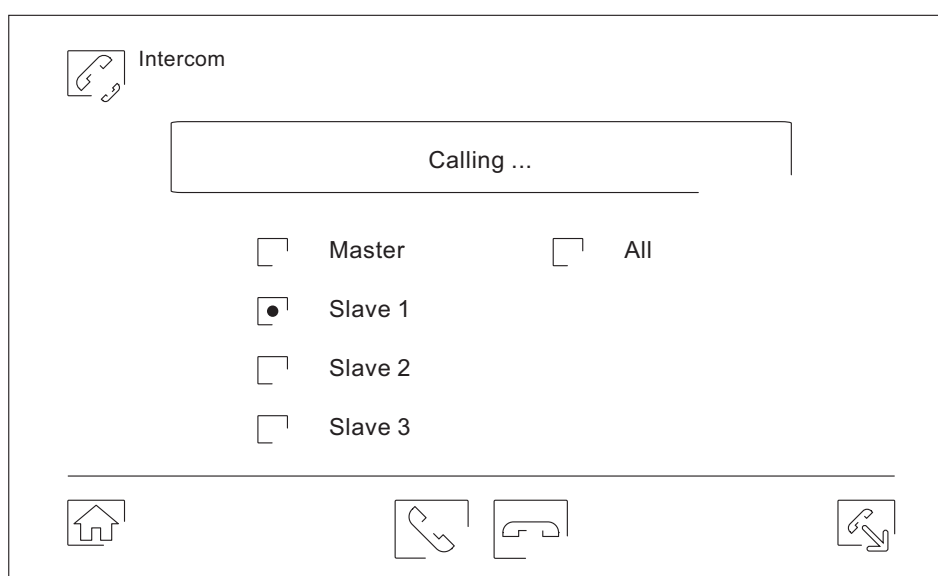 Intercom
Calling ...
Master All
Slave 1
Slave 2
Slave 3